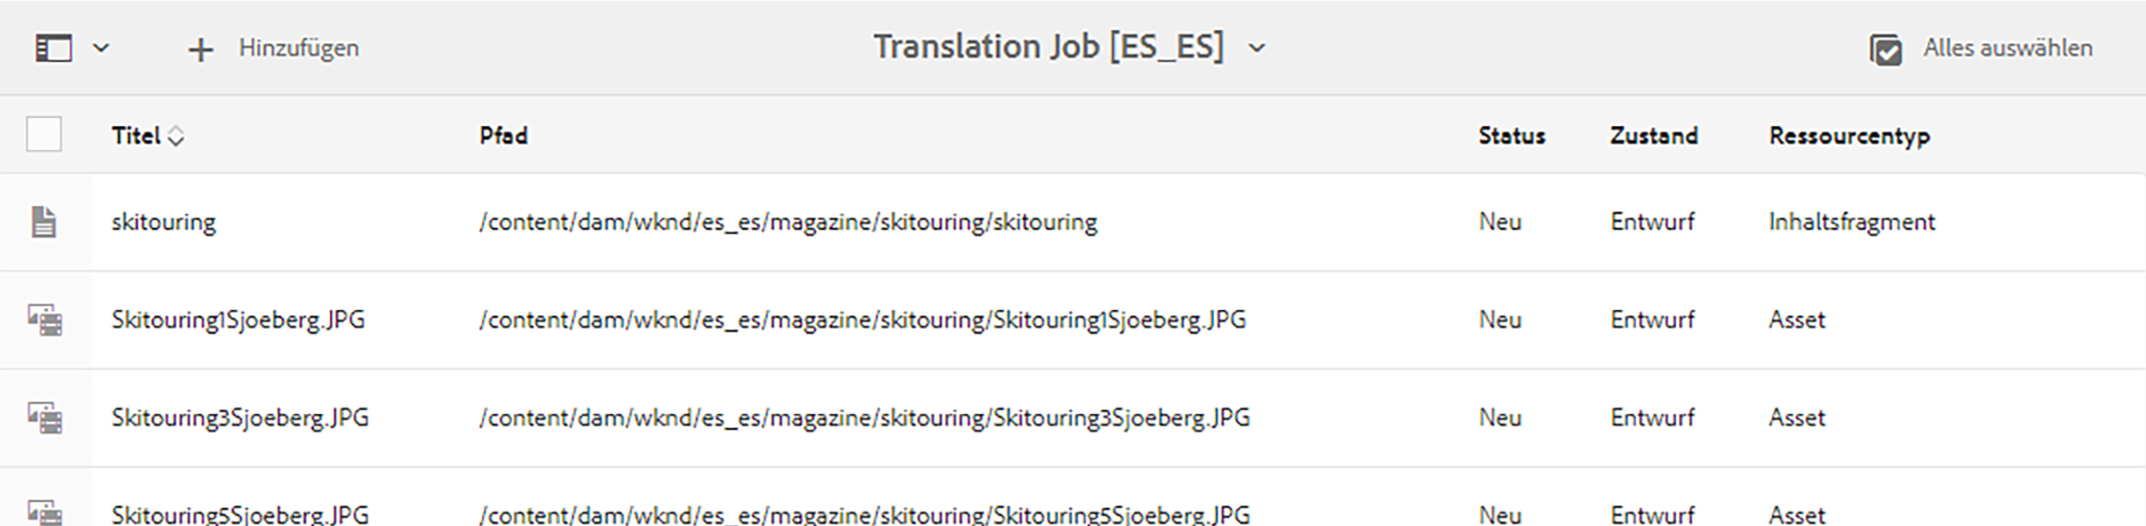 Hinzufügen Translation Job [ES_ES] Alles auswählen
Titel Pfad Status Zustand Ressourcentyp
skitouring /content/dam/wknd/es_es/magazine/skitouring/skitouring Neu Entwurf Inhaltsfragment
Skitouring1Sjoeberg.JPG /content/dam/wknd/es_es/magazine/skitouring/Skitouring1Sjoeberg.JPG Neu Entwurf Asset
Skitouring3Sjoeberg.JPG /content/dam/wknd/es_es/magazine/skitouring/Skitouring3Sjoeberg.JPG Neu Entwurf Asset
Skitouring5Sjoeberg.JPG /content/dam/wknd/es_es/magazine/skitouring/Skitouring5Sjoeberg.JPG Neu Entwurf Asset